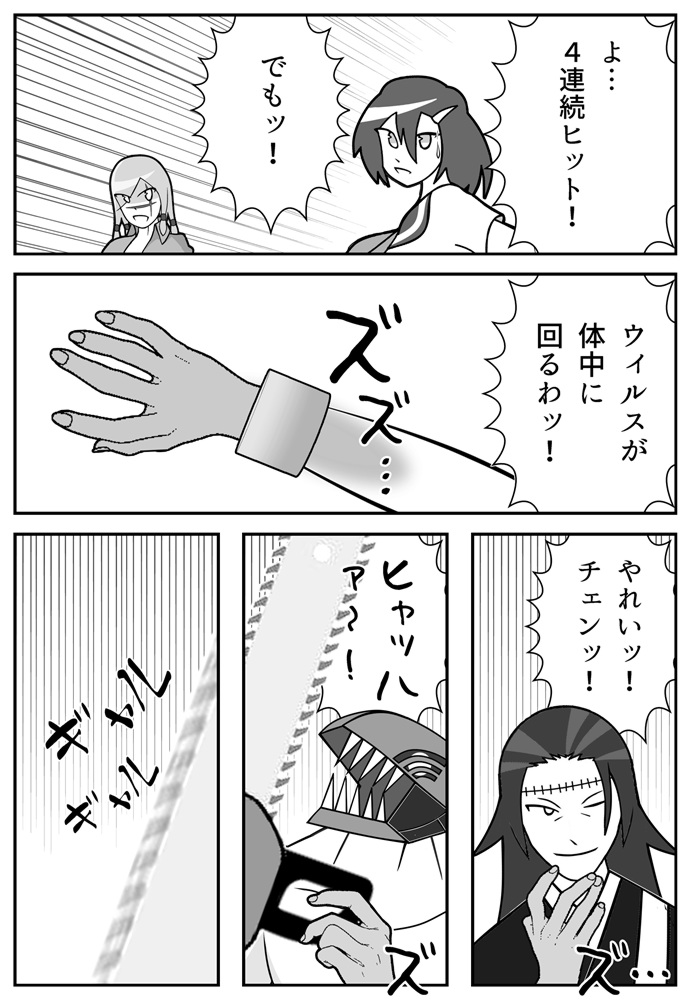 よ…
４連続ヒット！
でもッ！
ウィルスが
体中に
回るわッ！
ズ
ズ…
やれいッ！
チェンッ！
ズ…
ヒャッハ
ァ〜！
ズ
ギャル
ギャル